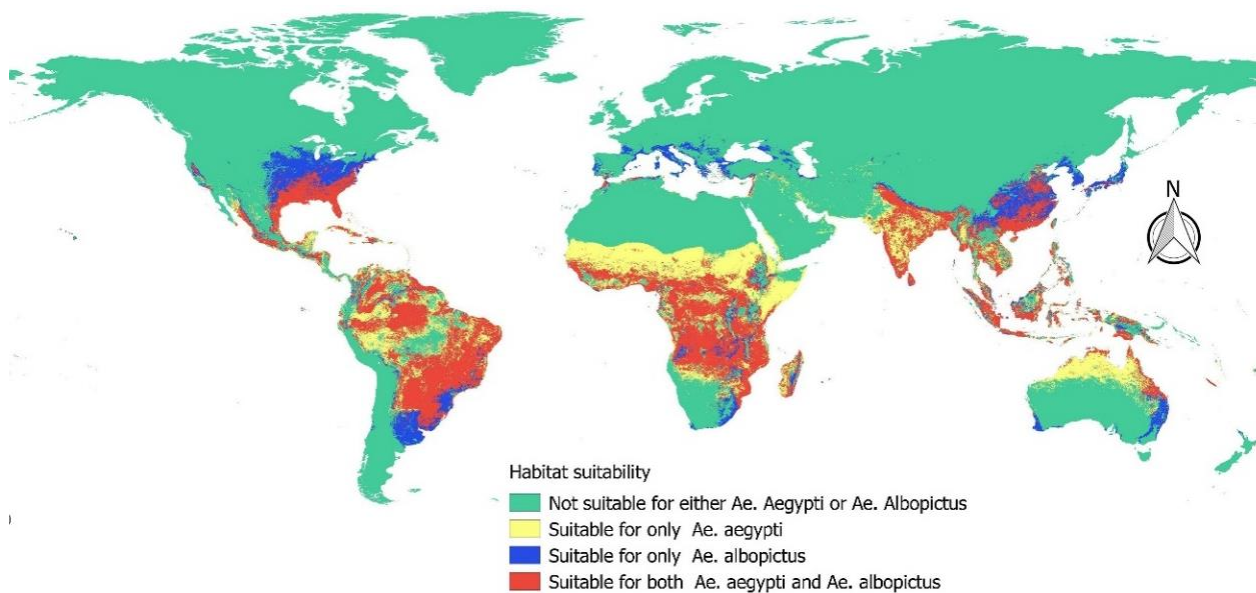 N
Habitat suitability
Not suitable for either Ae. Aegypti or Ae. Albopictus
Suitable for only Ae. aegypti
Suitable for only Ae. albopictus
Suitable for both Ae. aegypti and Ae. albopictus